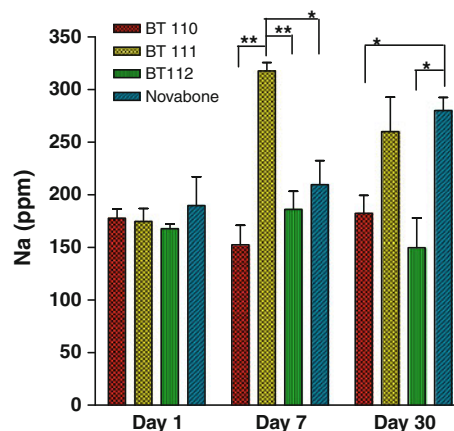 BT 110
BT 111
BT112
Novabone
** ** *
* *
Na (ppm)
350
300
250
200
150
100
50
0
Day 1 Day 7 Day 30